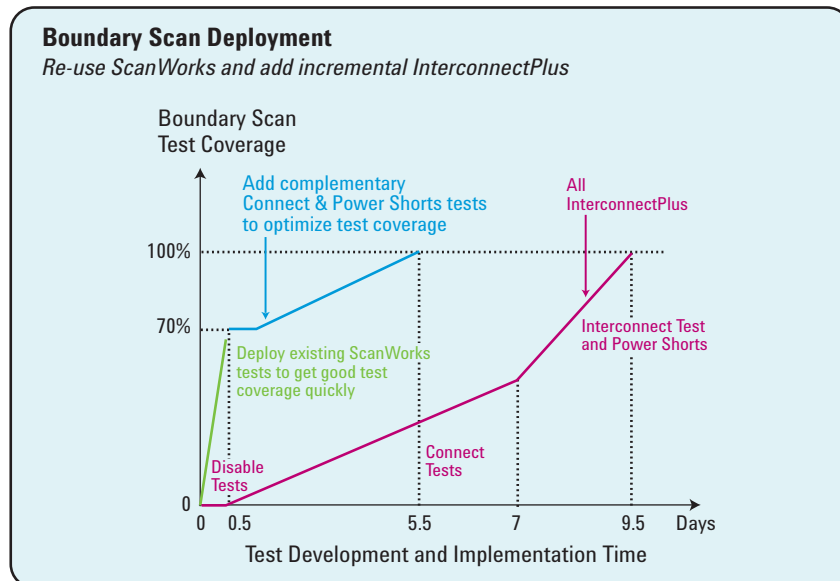 Boundary Scan Deployment
Re-use ScanWorks and add incremental InterconnectPlus
Boundary Scan
Test Coverage
Add complementary
Connect & Power Shorts tests
to optimize test coverage
All
InterconnectPlus
100%
70%
Deploy existing ScanWorks
tests to get good test
coverage quickly
Interconnect Test
and Power Shorts
Disable
Tests
Connect
Tests
0
0
0.5
5.5
7
9.5
Days
Test Development and Implementation Time